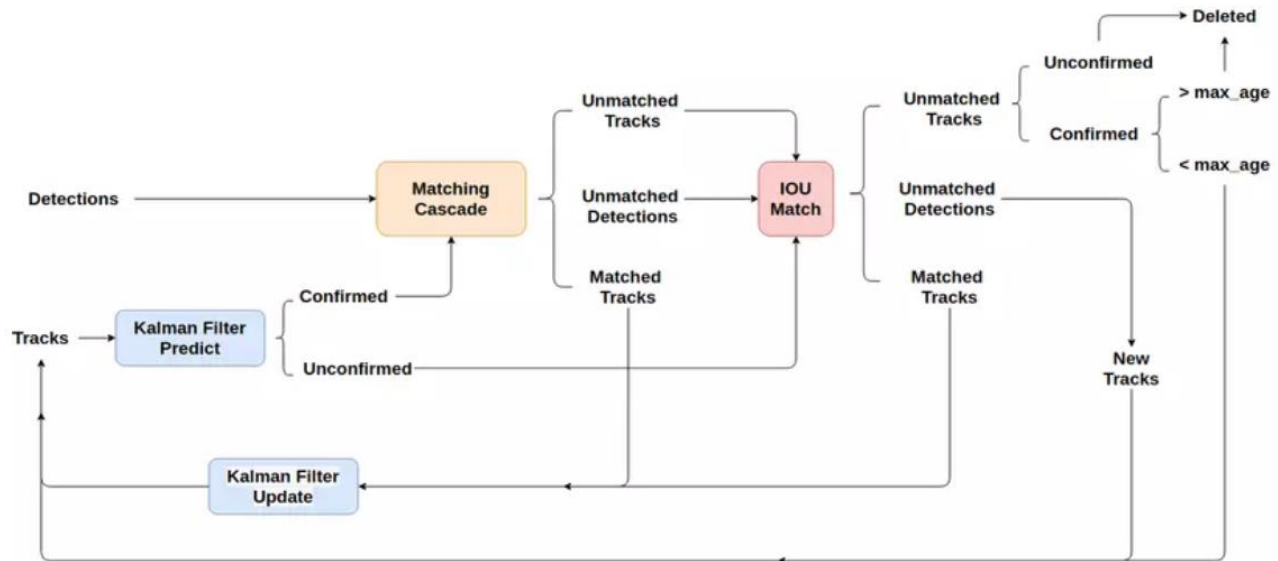 Deleted
Unconfirmed
Unmatched
Tracks
Unmatched
Tracks
> max_age
Confirmed
< max_age
Detections
Matching
Cascade
Unmatched
Detections
IOU
Match
Unmatched
Detections
Matched
Tracks
Matched
Tracks
Confirmed
Tracks
Kalman Filter
Predict
Unconfirmed
New
Tracks
Kalman Filter
Update